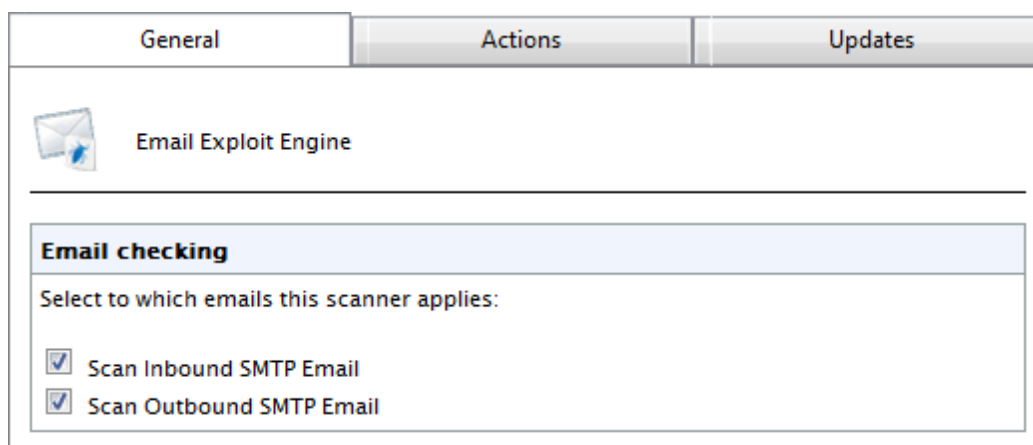 General Actions Updates
Email Exploit Engine
Email checking
Select to which emails this scanner applies:
Scan Inbound SMTP Email
Scan Outbound SMTP Email